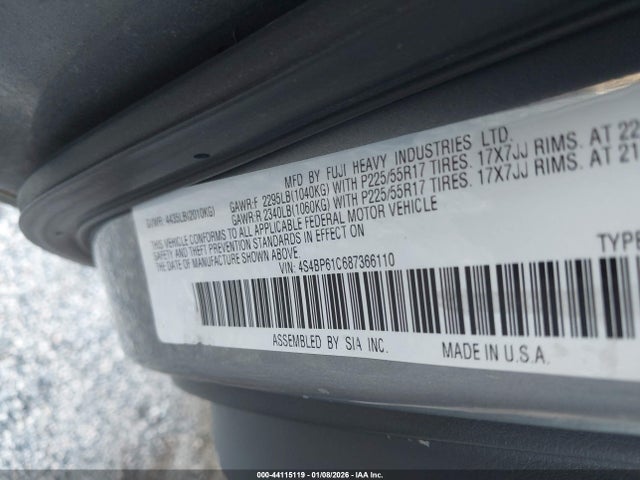 MFD BY FUJI HEAVY INDUSTRIES LTD.
GVWR: 4435LB(2010KG)
GAWR:F 2295LB(1040KG) WITH P225/55R17 TIRES. 17X7JJ RIMS. AT 22
GAWR:R 2340LB(1060KG) WITH P225/55R17 TIRES. 17X7JJ RIMS. AT 21
THIS VEHICLE CONFORMS TO ALL APPLICABLE FEDERAL MOTOR VEHICLE
SAFETY AND THEFT PREVENTION STANDARDS IN EFFECT ON
THE DATE OF MANUFACTURE SHOWN ABOVE.
VIN: 4S4BP61C687366110
TYPE
ASSEMBLED BY SIA INC.
MADE IN U.S.A.
000-44115119 | 01/08/2026 - IAA Inc.